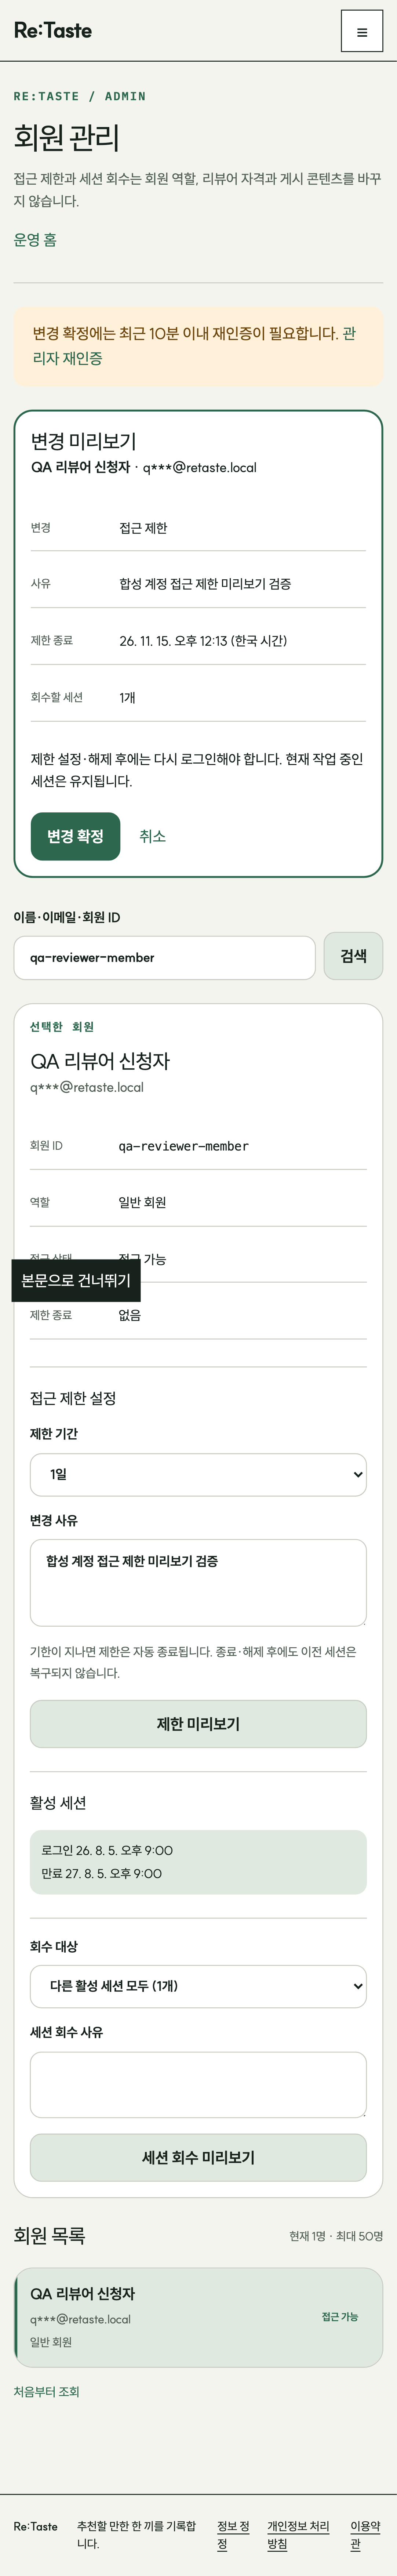 Re:Taste
≡
RE:TASTE / ADMIN
회원 관리
접근 제한과 세션 회수는 회원 역할, 리뷰어 자격과 게시 콘텐츠를 바꾸
지 않습니다.
운영 홈
변경 확정에는 최근 10분 이내 재인증이 필요합니다. 관
리자 재인증
변경 미리보기
QA 리뷰어 신청자 · q***@retaste.local
변경 접근 제한
사유 합성 계정 접근 제한 미리보기 검증
제한 종료 26. 11. 15. 오후 12:13 (한국 시간)
회수할 세션 1개
제한 설정·해제 후에는 다시 로그인해야 합니다. 현재 작업 중인
세션은 유지됩니다.
변경 확정 취소
이름·이메일·회원 ID
qa-reviewer-member 검색
선택한 회원
QA 리뷰어 신청자
q***@retaste.local
회원 ID qa-reviewer-member
역할 일반 회원
접근 상태 접근 가능
본문으로 건너뛰기
제한 종료 없음
접근 제한 설정
제한 기간
1일
변경 사유
합성 계정 접근 제한 미리보기 검증
기한이 지나면 제한은 자동 종료됩니다. 종료·해제 후에도 이전 세션은
복구되지 않습니다.
제한 미리보기
활성 세션
로그인 26. 8. 5. 오후 9:00
만료 27. 8. 5. 오후 9:00
회수 대상
다른 활성 세션 모두 (1개)
세션 회수 사유
세션 회수 미리보기
회원 목록 현재 1명 · 최대 50명
QA 리뷰어 신청자
q***@retaste.local 접근 가능
일반 회원
처음부터 조회
Re:Taste 추천할 만한 한 끼를 기록합
니다.
정보 정
정
개인정보 처리
방침
이용약
관